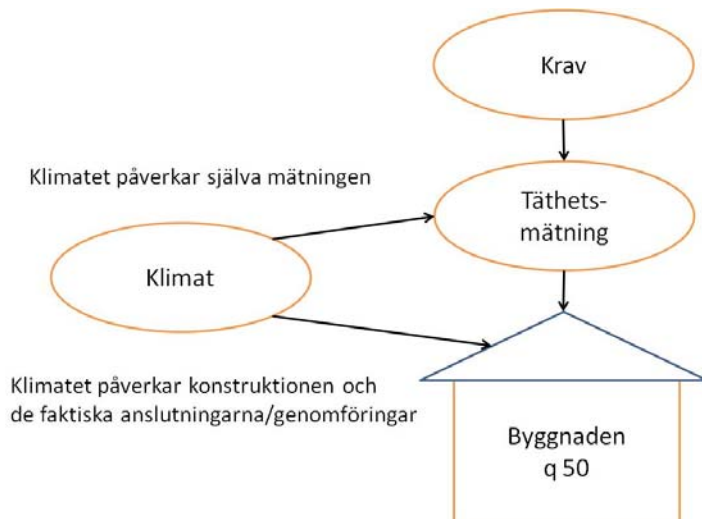 Krav
Klimatet påverkar själva mätningen
Täthets-
mätning
Klimat
Klimatet påverkar konstruktionen och
de faktiska anslutningarna/genomföringar
Byggnaden
q 50